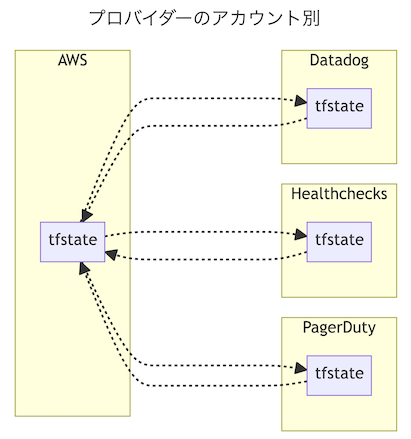 プロバイダーのアカウント別
AWS
tfstate
Datadog
tfstate
Healthchecks
tfstate
PagerDuty
tfstate